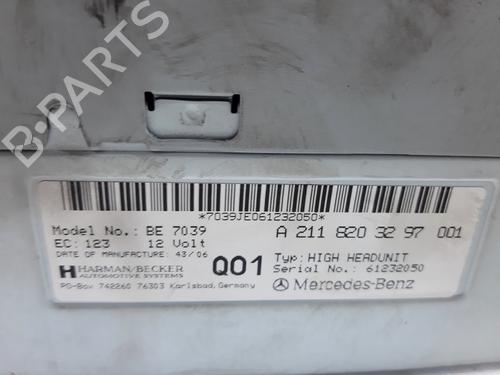 B-PARTS
*7039JE061232050*
Model No.: BE 7039 A 211 820 32 97 001
EC: 123 12 Volt
DATE OF MANUFACTURE: 43/06
HARMAN/BECKER
AUTOMOTIVE SYSTEMS
PO-Box 742260 76303 Karlsbad, Germany
Q01
Typ: HIGH HEADUNIT
Serial No.: 61232050
Mercedes-Benz